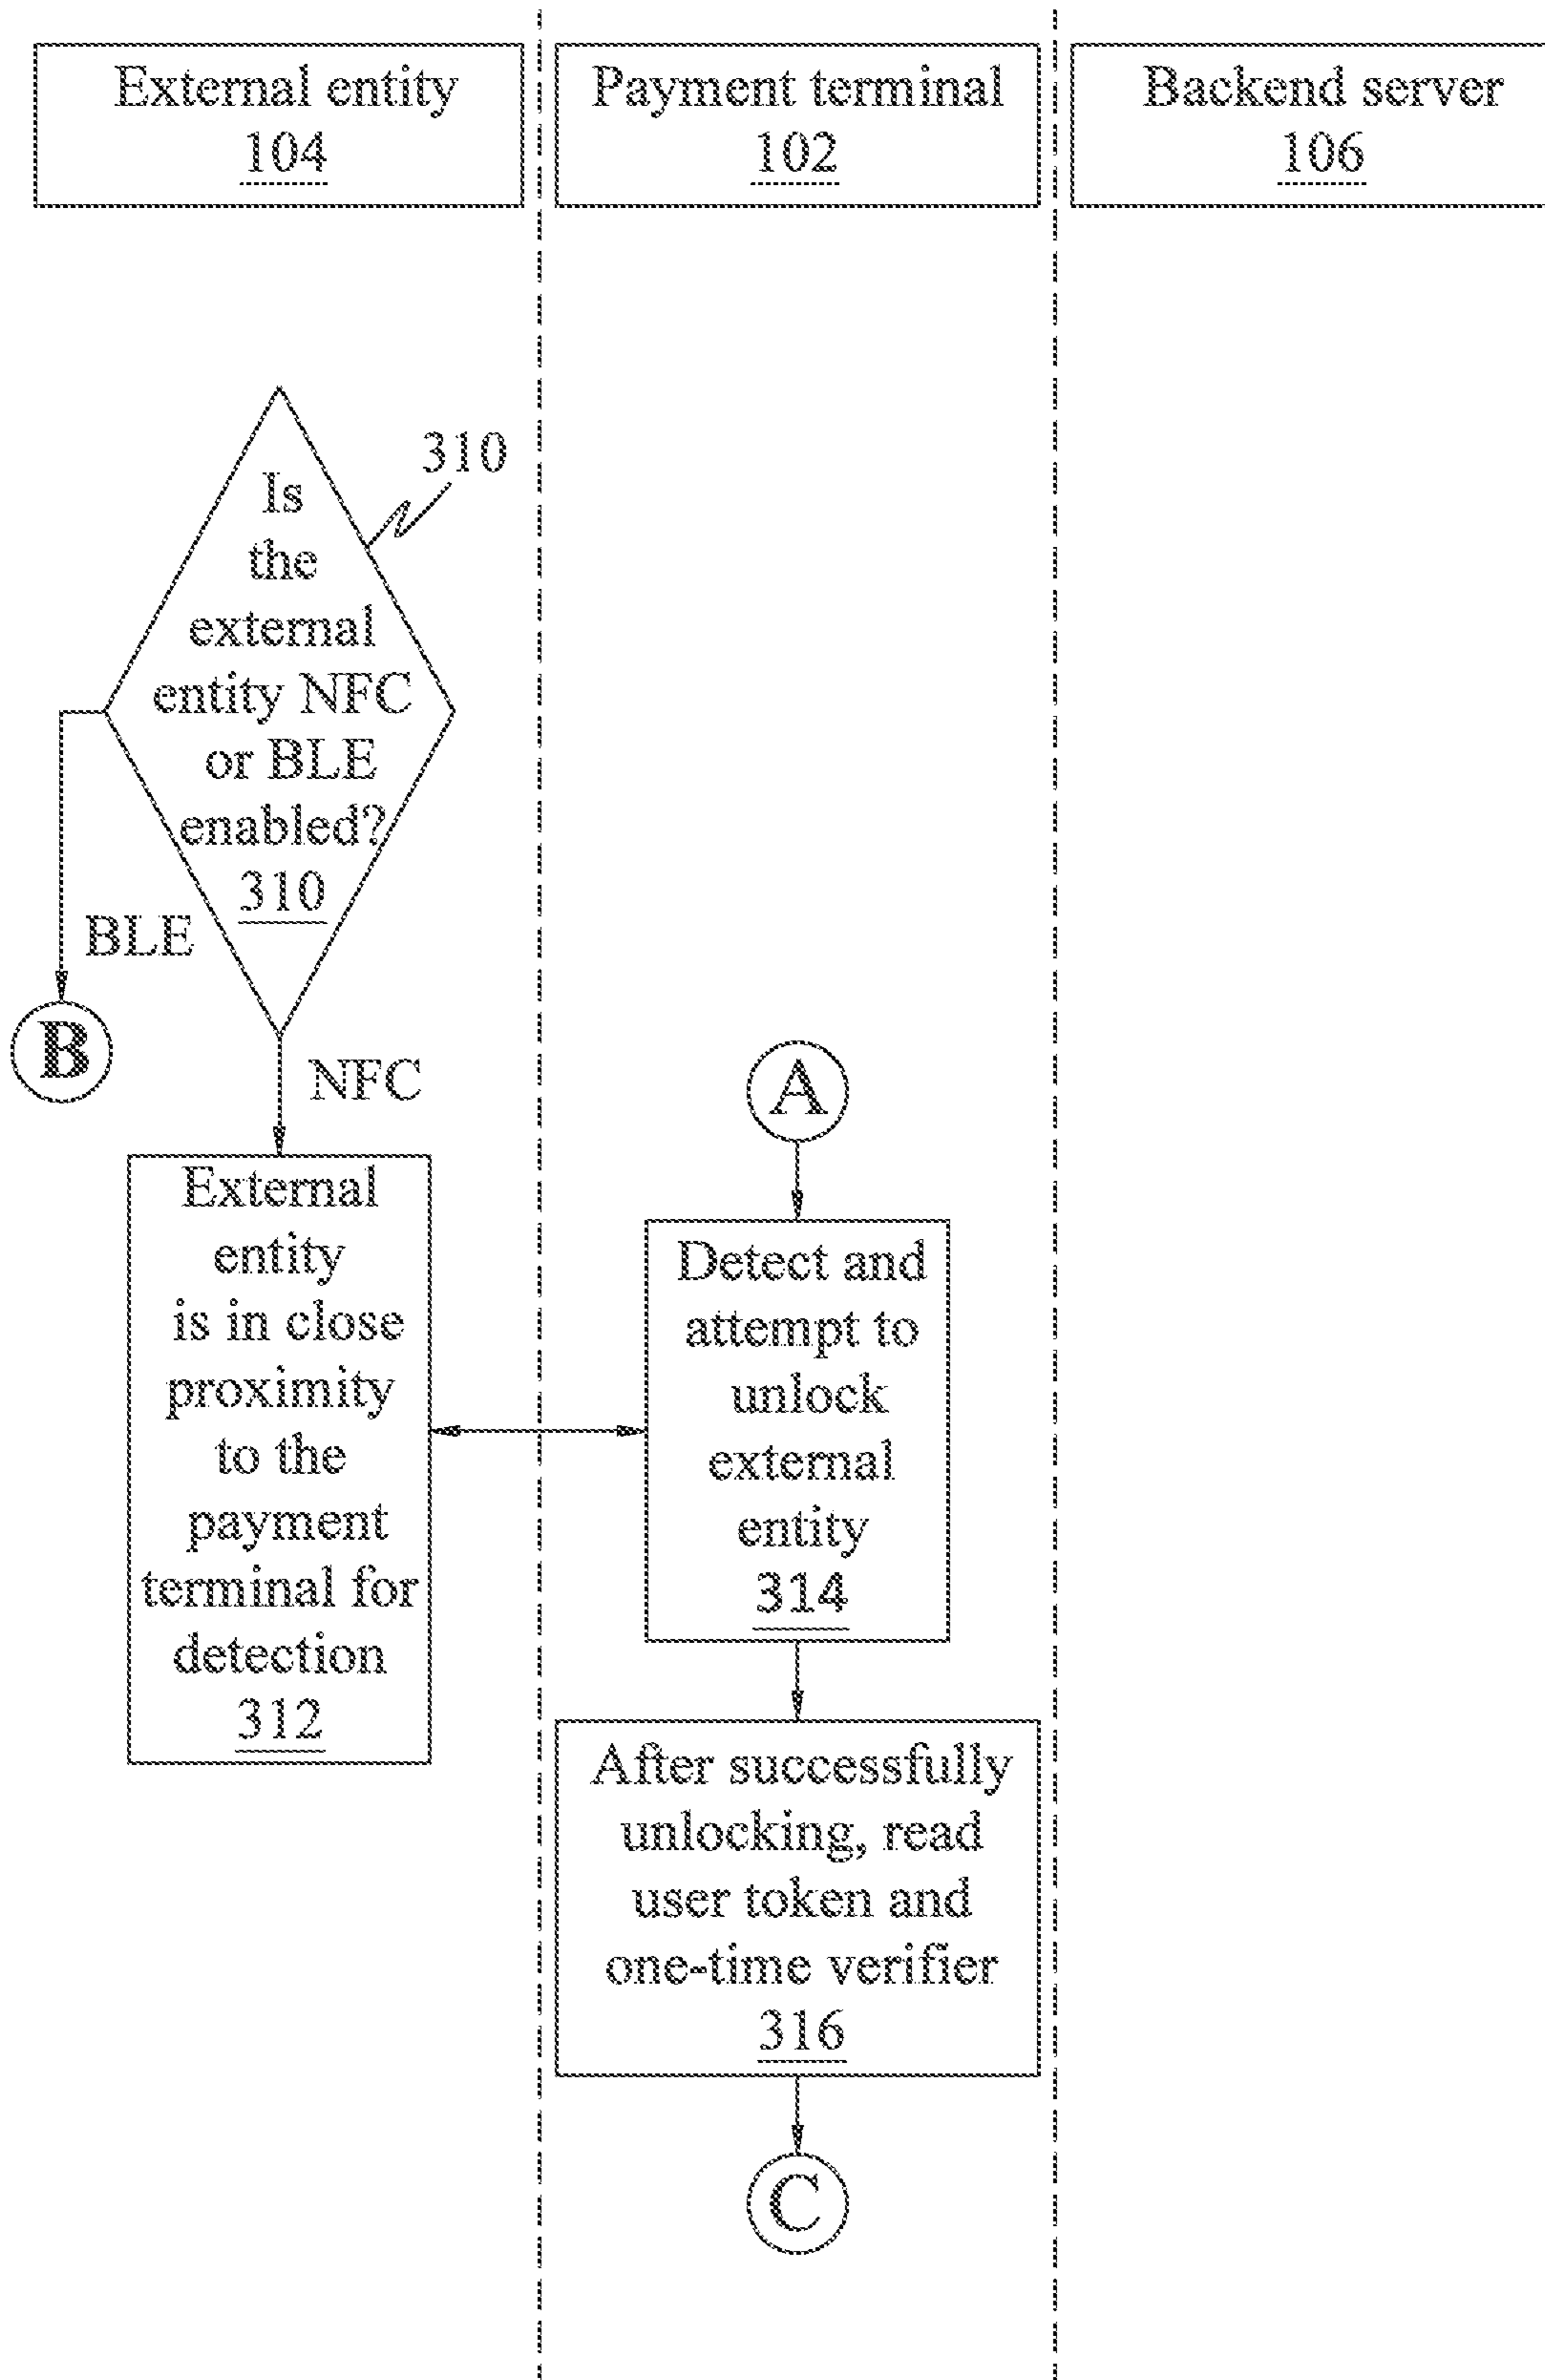 External entity
104
Payment terminal
102
Backend server
106
310
Is
the
external
entity NFC
or BLE
enabled?
310
BLE
B
NFC
A
External
entity
is in close
proximity
to the
payment
terminal for
detection
312
Detect and
attempt to
unlock
external
entity
314
After successfully
unlocking, read
user token and
one-time verifier
316
C